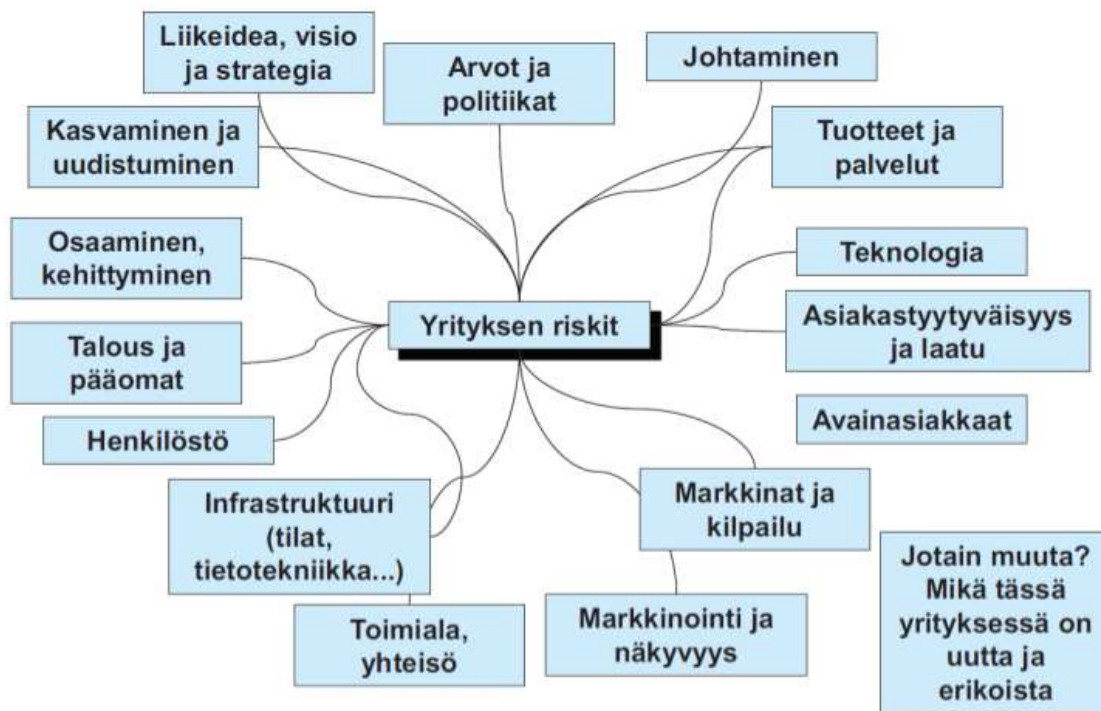 Liikeidea, visio
ja strategia
Arvot ja
politiikat
Johtaminen
Kasvaminen ja
uudistuminen
Tuotteet ja
palvelut
Osaaminen,
kehittyminen
Teknologia
Yrityksen riskit
Talous ja
pääomat
Asiakastyytyväisyys
ja laatu
Henkilöstö
Avainasiakkaat
Infrastruktuuri
(tilat,
tietotekniikka...)
Markkinat ja
kilpailu
Toimiala,
yhteisö
Markkinointi ja
näkyvyys
Jotain muuta?
Mikä tässä
yrityksessä on
uutta ja
erikoista